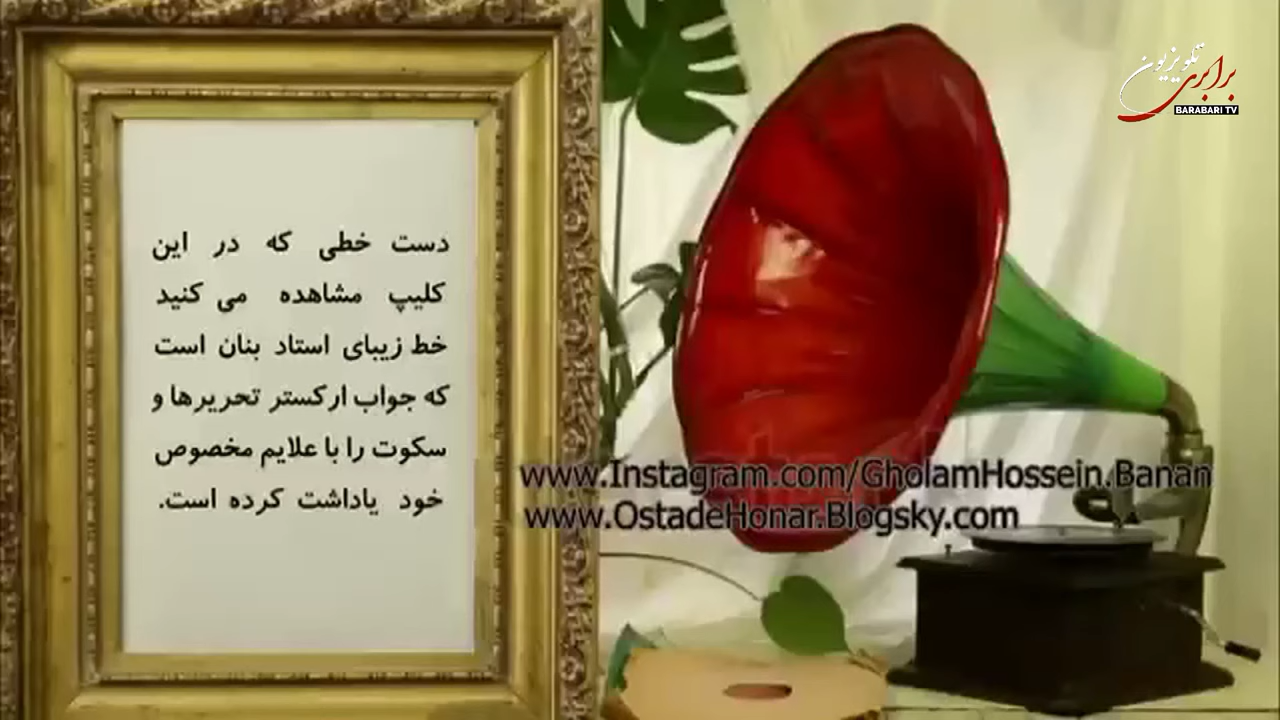 دست خطی که در این
کلیپ مشاهده می کنید
خط زیبای استاد بنان است
که جواب ارکستر تحریرها و
سکوت را با علایم مخصوص
خود یاداشت کرده است.
تلویزیون
برابری
BARABARI TV
www.Instagram.com/GholamHossein.Banan
www.OstadeHonar.Blogsky.com